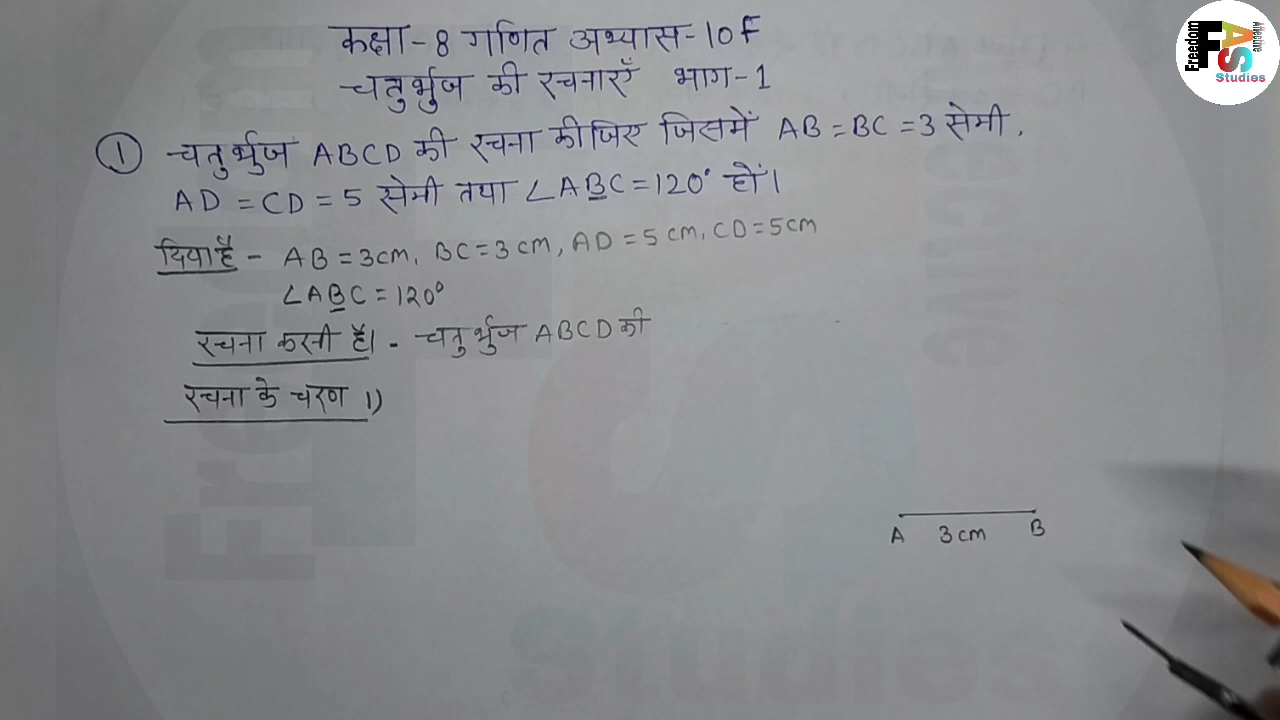 कक्षा-8 गणित अभ्यास-10F
चतुर्भुज की रचनाएँ भाग-1
① चतुर्भुज ABCD की रचना कीजिए जिसमें AB = BC = 3 सेमी,
AD = CD = 5 सेमी तथा ∠ABC = 120° हों।
दिया है - AB = 3cm, BC = 3cm, AD = 5cm, CD = 5cm
∠ABC = 120°
रचना करनी है। - चतुर्भुज ABCD की
रचना के चरण 1)
A 3cm B
Freedom
FAS
Affective
Studies